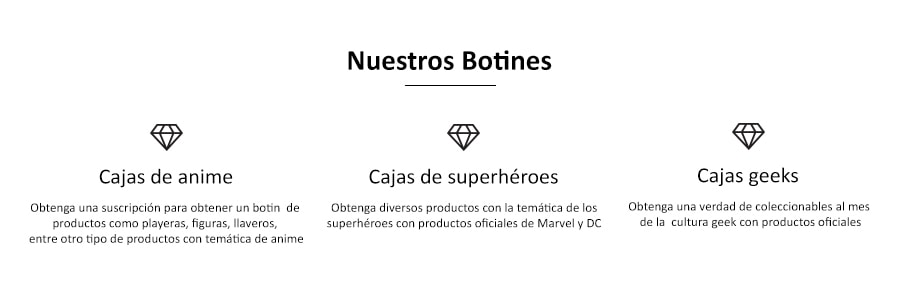 Nuestros Botines
Cajas de anime
Obtenga una suscripción para obtener un botin de
productos como playeras, figuras, llaveros,
entre otro tipo de productos con temática de anime
Cajas de superhéroes
Obtenga diversos productos con la temática de los
superhéroes con productos oficiales de Marvel y DC
Cajas geeks
Obtenga una verdad de coleccionables al mes
de la cultura geek con productos oficiales